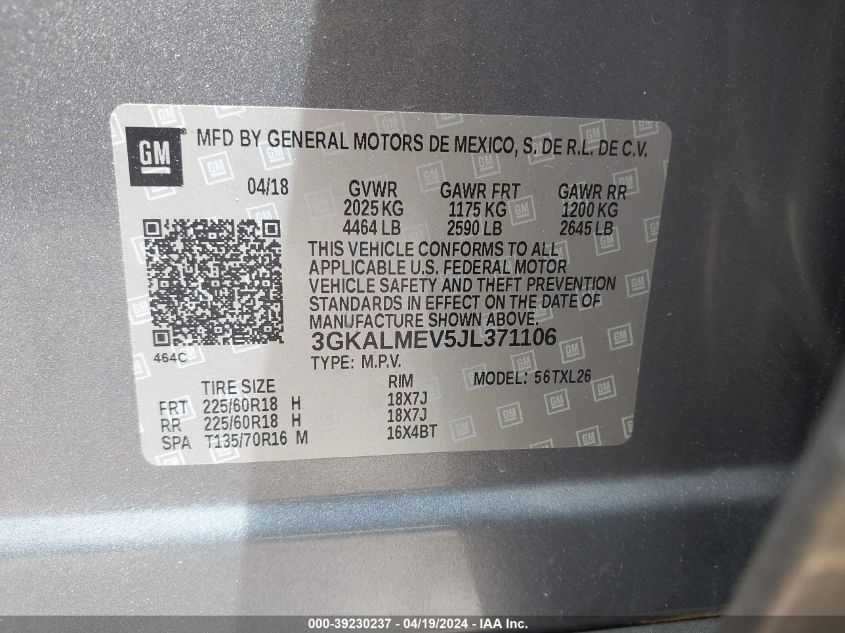 GM ® MFD BY GENERAL MOTORS DE MEXICO, S. DE R.L. DE C.V.
04/18 GVWR GAWR FRT GAWR RR
2025 KG 1175 KG 1200 KG
4464 LB 2590 LB 2645 LB
THIS VEHICLE CONFORMS TO ALL
APPLICABLE U.S. FEDERAL MOTOR
VEHICLE SAFETY AND THEFT PREVENTION
STANDARDS IN EFFECT ON THE DATE OF
MANUFACTURE SHOWN ABOVE.
464C 3GKALMEV5JL371106
TYPE: M.P.V.
TIRE SIZE RIM MODEL: 56TXL26
FRT 225/60R18 H 18X7J
RR 225/60R18 H 18X7J
SPA T135/70R16 M 16X4BT
000-39230237 - 04/19/2024 - IAAI.COM